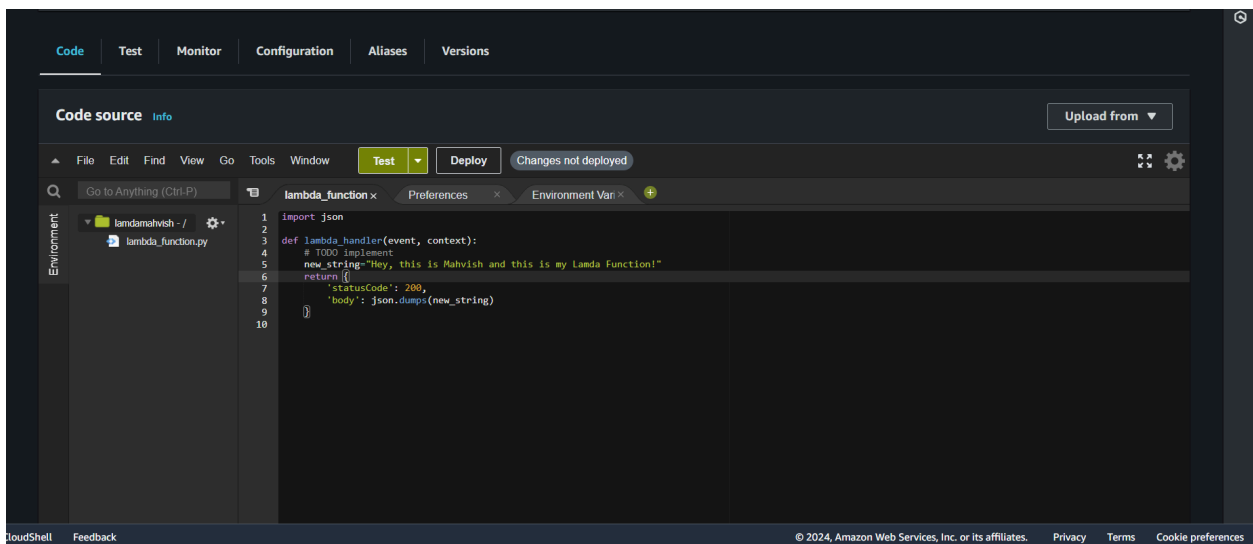 Code Test Monitor Configuration Aliases Versions
Code source Info
Upload from
File Edit Find View Go Tools Window Test Deploy Changes not deployed
Go to Anything (Ctrl-P)
lambda_function Preferences Environment Vari
Environment
lamdamahvish - /
lambda_function.py
1 import json
2
3 def lambda_handler(event, context):
4 # TODO implement
5 new_string="Hey, this is Mahvish and this is my Lamda Function!"
6 return {
7 'statusCode': 200,
8 'body': json.dumps(new_string)
9 }
10
CloudShell Feedback © 2024, Amazon Web Services, Inc. or its affiliates. Privacy Terms Cookie preferences